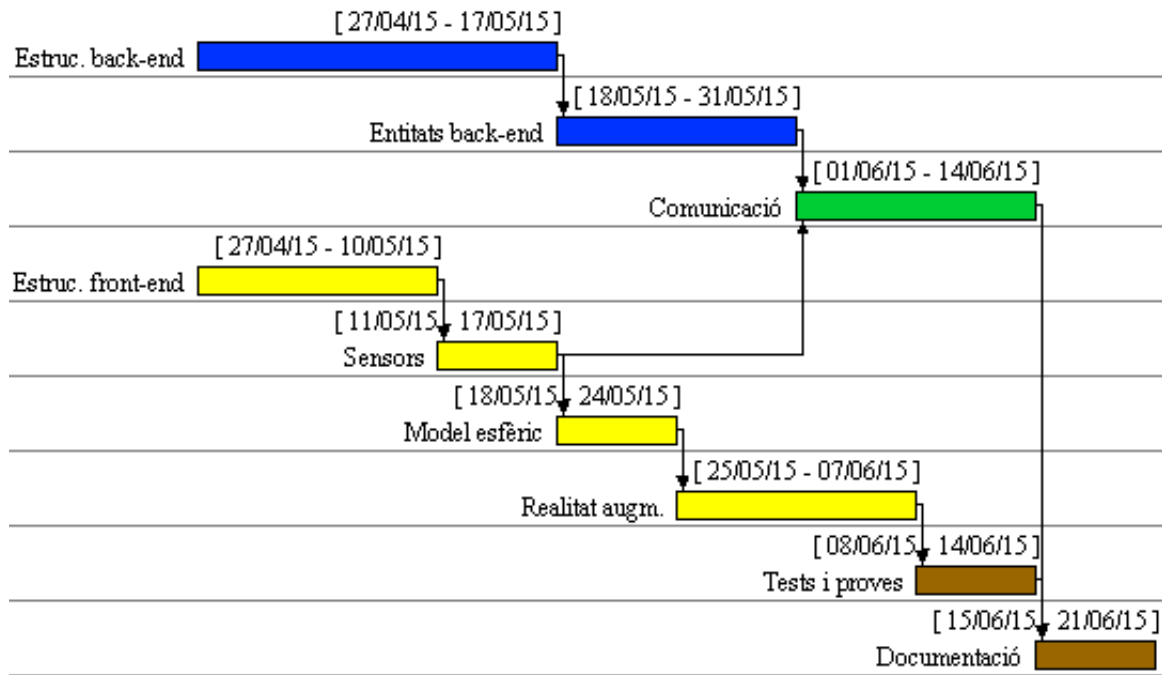 [ 27/04/15 - 17/05/15]
Estruc. back-end
[ 18/05/15 - 31/05/15]
Entitats back-end
[ 01/06/15 - 14/06/15]
Comunicació
[ 27/04/15 - 10/05/15]
Estruc. front-end
[ 11/05/15 - 17/05/15]
Sensors
[ 18/05/15 - 24/05/15]
Model esfèric
[ 25/05/15 - 07/06/15]
Realitat augm.
[ 08/06/15 - 14/06/15]
Tests i proves
[ 15/06/15 - 21/06/15]
Documentació